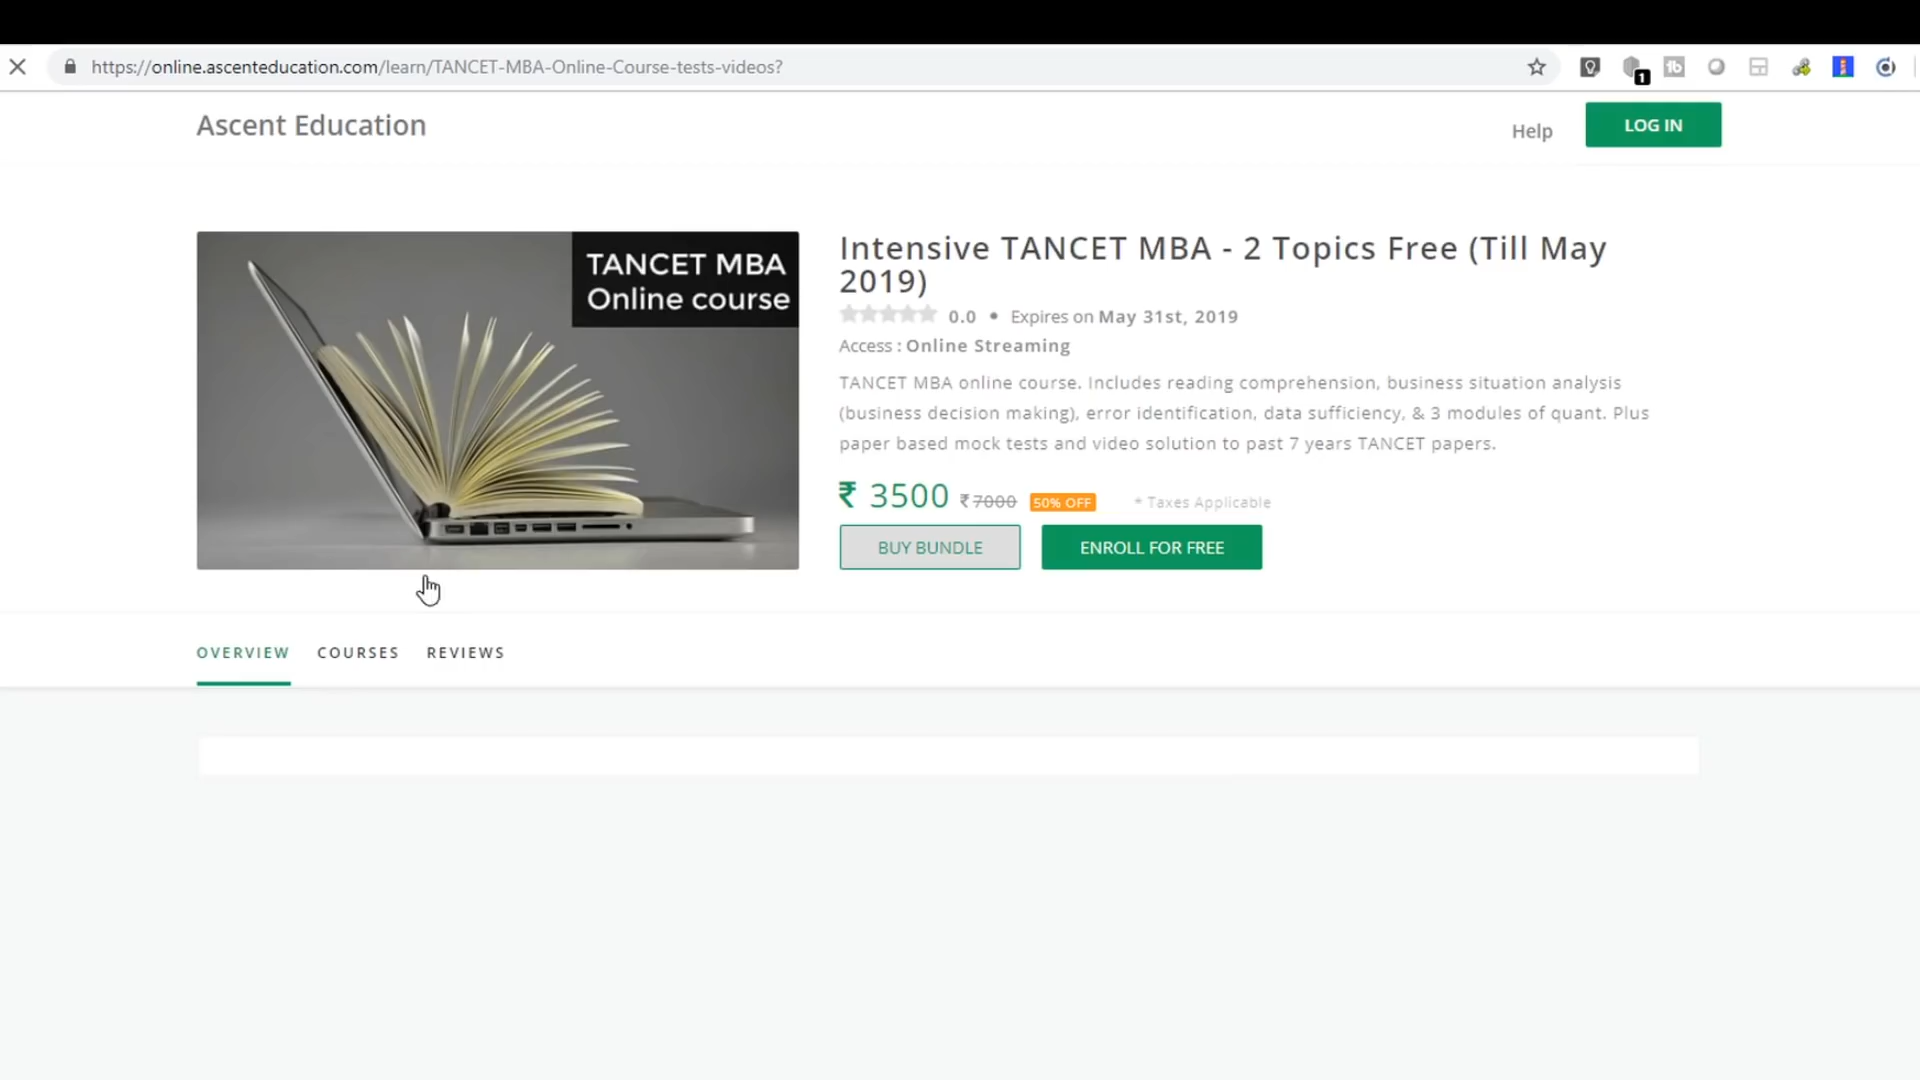 https://online.ascenteducation.com/learn/TANCET-MBA-Online-Course-tests-videos?
1
Ascent Education
Help
LOG IN
TANCET MBA
Online course
Intensive TANCET MBA - 2 Topics Free (Till May
2019)
0.0 • Expires on May 31st, 2019
Access : Online Streaming
TANCET MBA online course. Includes reading comprehension, business situation analysis
(business decision making), error identification, data sufficiency, & 3 modules of quant. Plus
paper based mock tests and video solution to past 7 years TANCET papers.
₹ 3500 ₹7000 50% OFF * Taxes Applicable
BUY BUNDLE
ENROLL FOR FREE
OVERVIEW COURSES REVIEWS